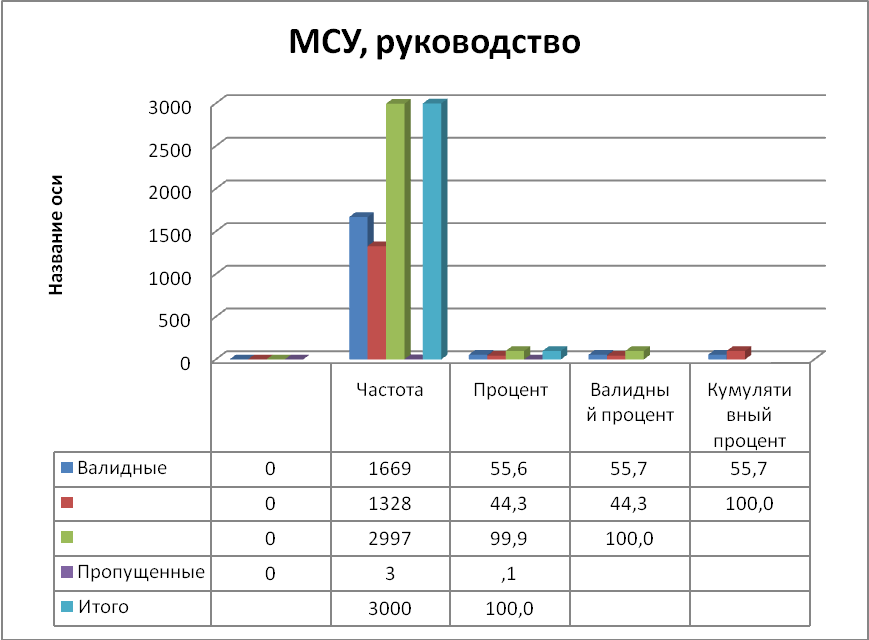 МСУ, руководство
Название оси
3000
2500
2000
1500
1000
500
0
Частота Процент Валидны Кумуляти
й процент вный
процент
Валидные 0 1669 55,6 55,7 55,7
0 1328 44,3 44,3 100,0
0 2997 99,9 100,0
Пропущенные 0 3 ,1
Итого 3000 100,0